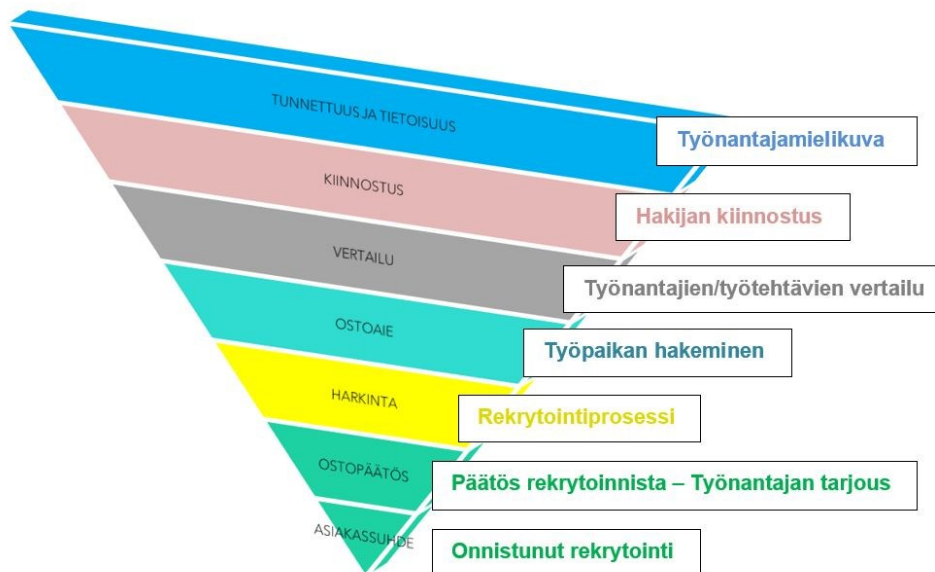 TUNNETTUUS JA TIETOISUUS
Työnantajamielikuva
KIINNOSTUS
Hakijan kiinnostus
VERTAILU
Työnantajien/työtehtävien vertailu
OSTOAIE
Työpaikan hakeminen
HARKINTA
Rekrytointiprosessi
OSTOPÄÄTÖS
Päätös rekrytoinnista – Työnantajan tarjous
ASIAKASSUHDE
Onnistunut rekrytointi